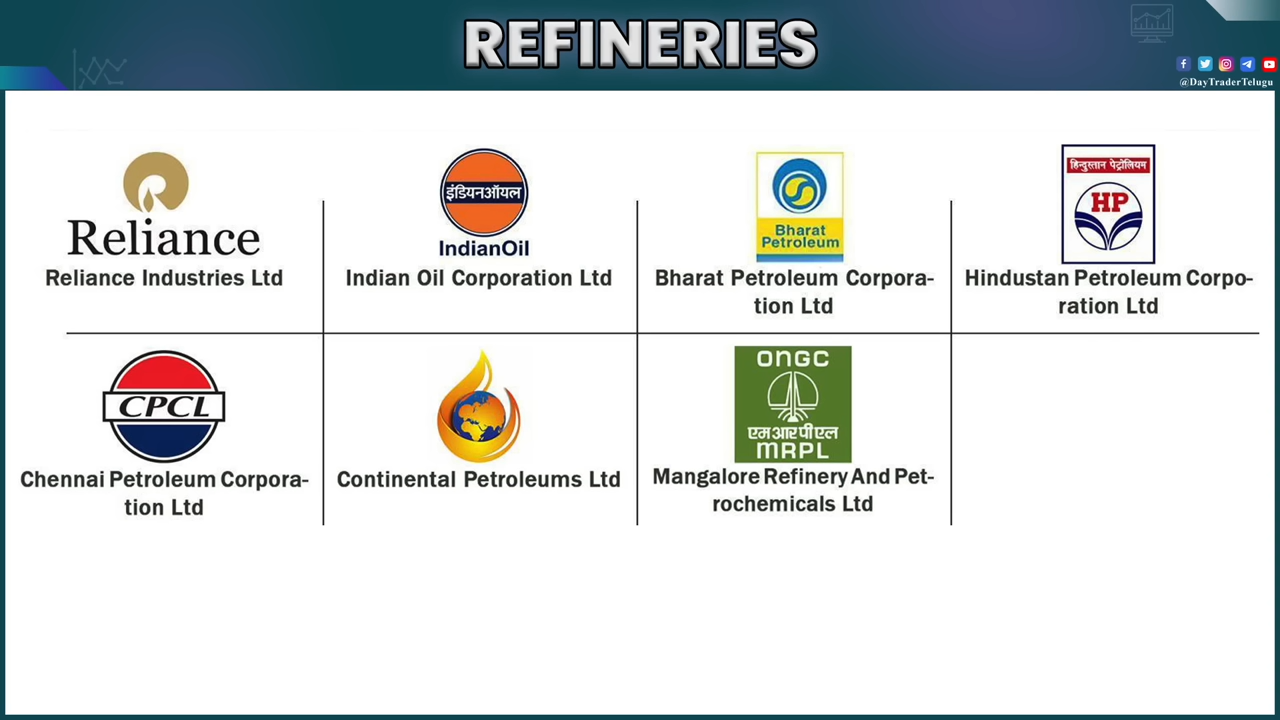 REFINERIES
@DayTraderTelugu
Reliance
Reliance Industries Ltd
इंडियनऑयल
IndianOil
Indian Oil Corporation Ltd
Bharat
Petroleum
Bharat Petroleum Corpora-
tion Ltd
हिन्दुस्तान पेट्रोलियम
HP
Hindustan Petroleum Corpo-
ration Ltd
CPCL
Chennai Petroleum Corpora-
tion Ltd
Continental Petroleums Ltd
ONGC
एमआरपीएल
MRPL
Mangalore Refinery And Pet-
rochemicals Ltd